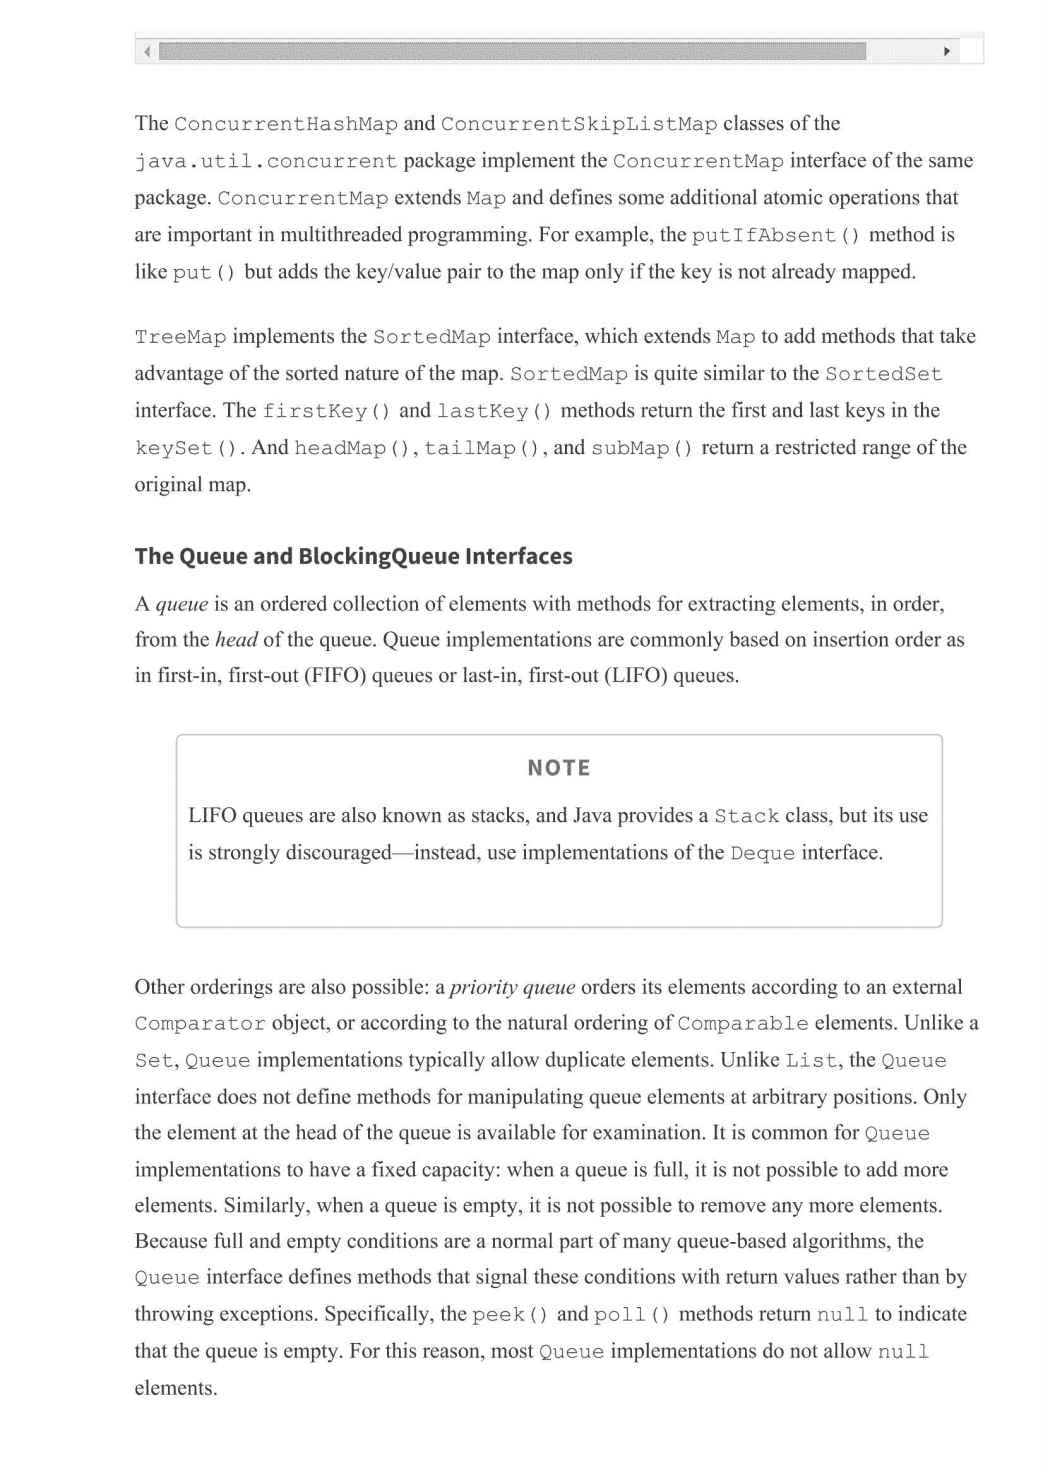 The ConcurrentHashMap and ConcurrentSkipListMap classes of the
java.util.concurrent package implement the ConcurrentMap interface of the same
package. ConcurrentMap extends Map and defines some additional atomic operations that
are important in multithreaded programming. For example, the putIfAbsent() method is
like put() but adds the key/value pair to the map only if the key is not already mapped.
TreeMap implements the SortedMap interface, which extends Map to add methods that take
advantage of the sorted nature of the map. SortedMap is quite similar to the SortedSet
interface. The firstKey() and lastKey() methods return the first and last keys in the
keySet(). And headMap(), tailMap(), and subMap() return a restricted range of the
original map.
The Queue and BlockingQueue Interfaces
A queue is an ordered collection of elements with methods for extracting elements, in order,
from the head of the queue. Queue implementations are commonly based on insertion order as
in first-in, first-out (FIFO) queues or last-in, first-out (LIFO) queues.
NOTE
LIFO queues are also known as stacks, and Java provides a Stack class, but its use
is strongly discouraged—instead, use implementations of the Deque interface.
Other orderings are also possible: a priority queue orders its elements according to an external
Comparator object, or according to the natural ordering of Comparable elements. Unlike a
Set, Queue implementations typically allow duplicate elements. Unlike List, the Queue
interface does not define methods for manipulating queue elements at arbitrary positions. Only
the element at the head of the queue is available for examination. It is common for Queue
implementations to have a fixed capacity: when a queue is full, it is not possible to add more
elements. Similarly, when a queue is empty, it is not possible to remove any more elements.
Because full and empty conditions are a normal part of many queue-based algorithms, the
Queue interface defines methods that signal these conditions with return values rather than by
throwing exceptions. Specifically, the peek() and poll() methods return null to indicate
that the queue is empty. For this reason, most Queue implementations do not allow null
elements.